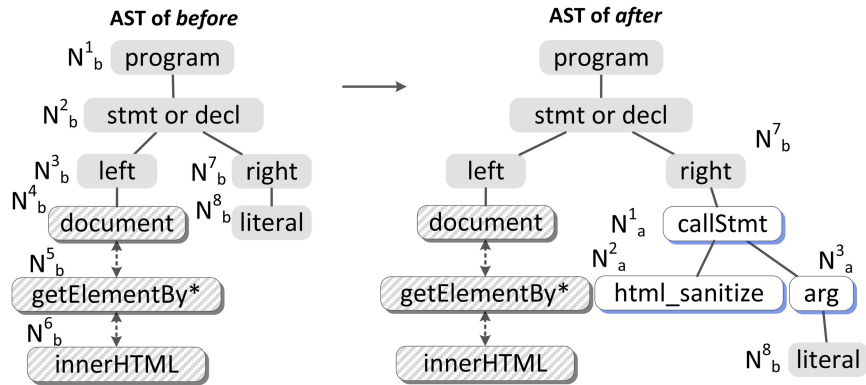 AST of before
AST of after
N1b program
program
N2b stmt or decl
stmt or decl
N7b
N3b left
N7b right
left
right
N4b document
N8b literal
document
N1a callStmt
N5b
N2a
N3a
getElementBy*
getElementBy*
html_sanitize
arg
N6b innerHTML
innerHTML
N8b literal